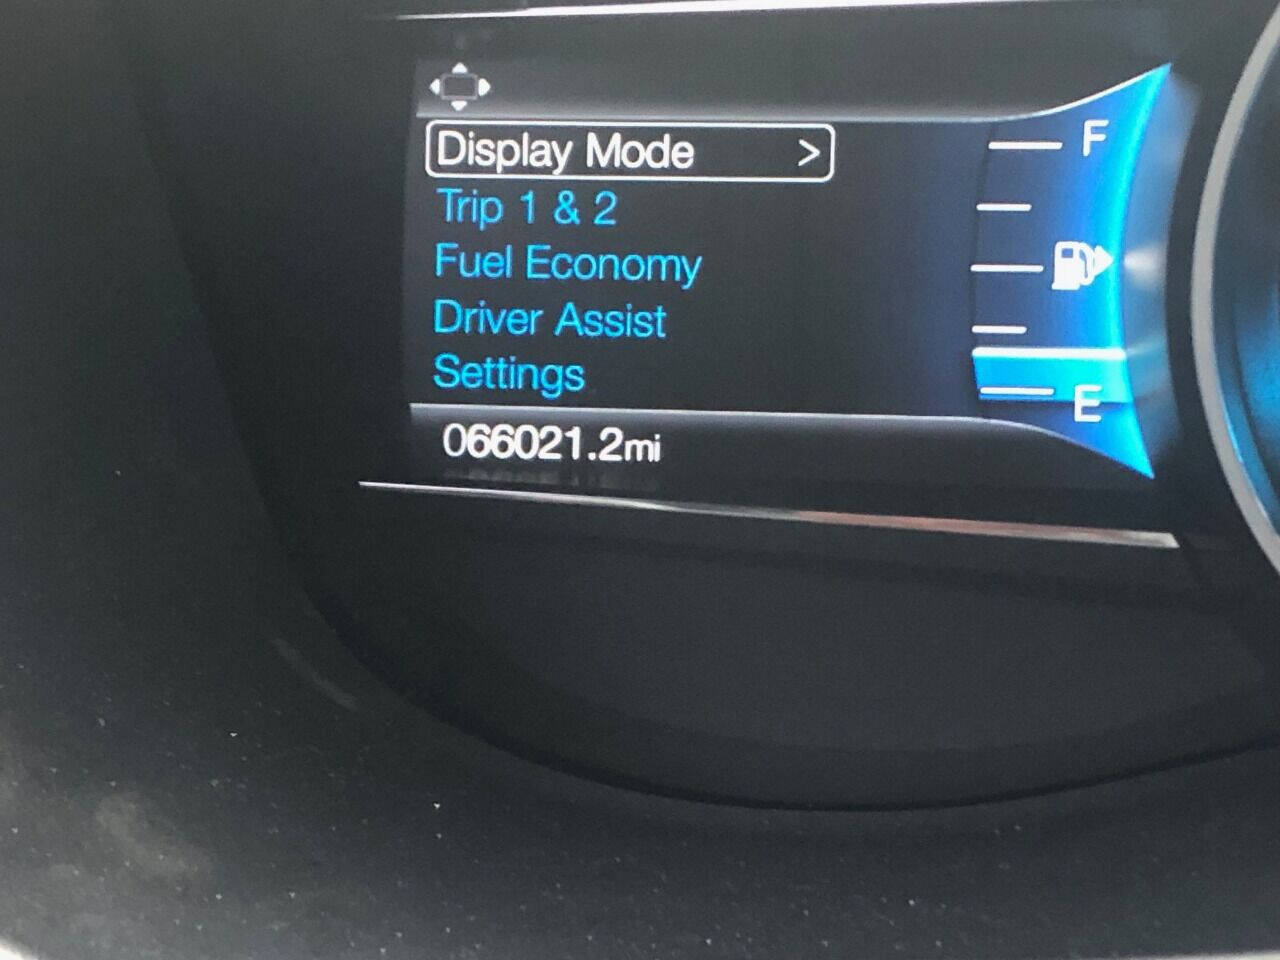 Display Mode >
Trip 1 & 2
Fuel Economy
Driver Assist
Settings
066021.2mi
F
E